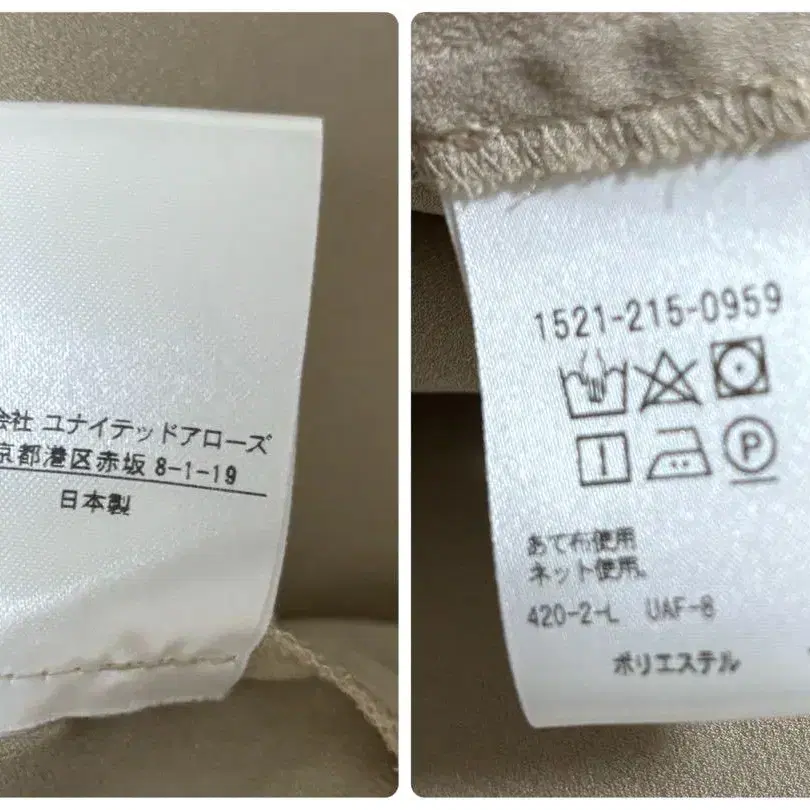 会社 ユナイテッドアローズ
京都港区赤坂 8-1-19
日本製
1521-215-0959
P
あて布使用
ネット使用。
420-2-L UAF-8
ポリエステル